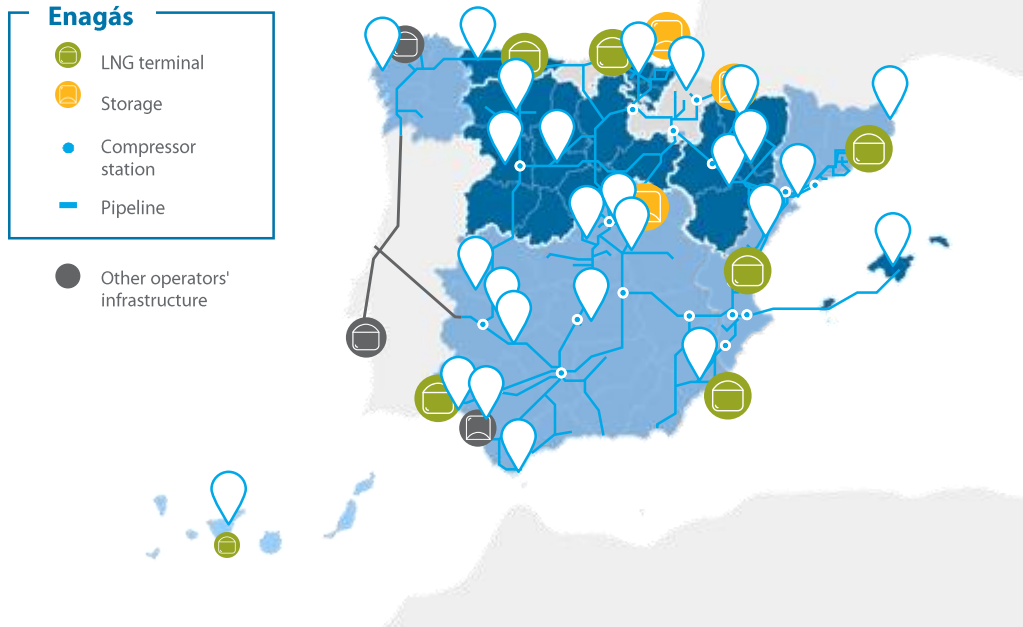 Enagás
LNG terminal
Storage
Compressor
station
Pipeline
Other operators'
infrastructure